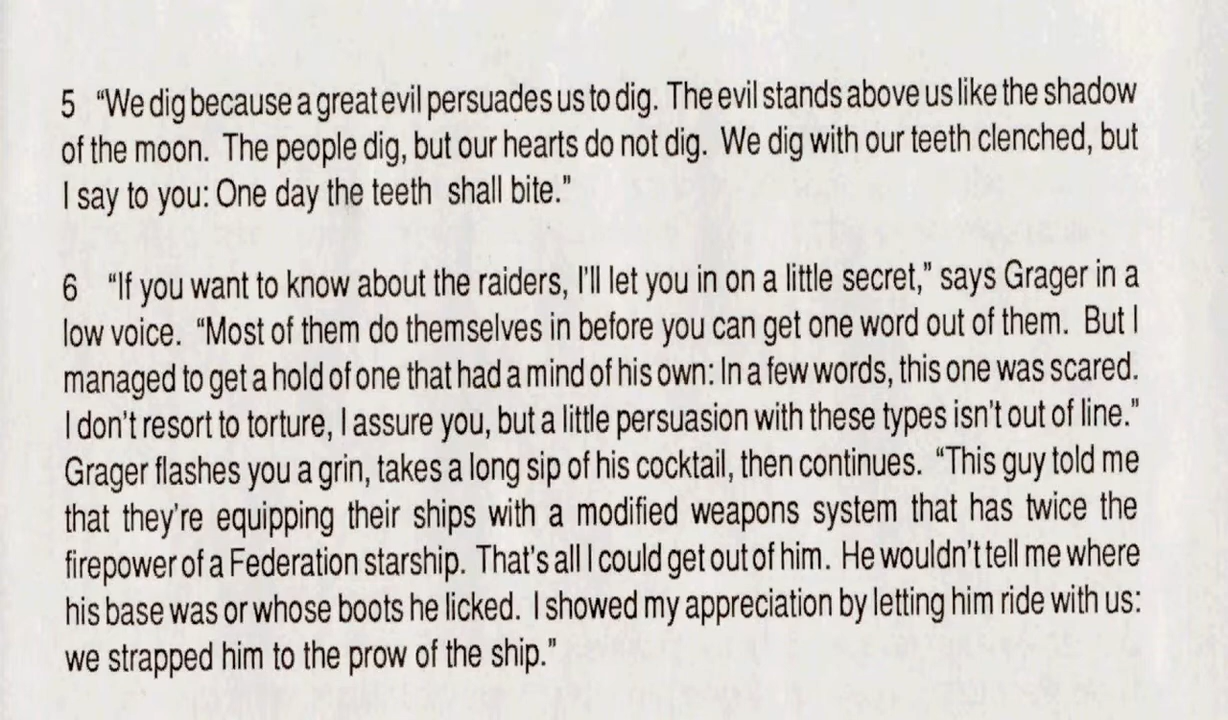 5 “We dig because a great evil persuades us to dig. The evil stands above us like the shadow
of the moon. The people dig, but our hearts do not dig. We dig with our teeth clenched, but
I say to you: One day the teeth shall bite.”
6 “If you want to know about the raiders, I’ll let you in on a little secret,” says Grager in a
low voice. “Most of them do themselves in before you can get one word out of them. But I
managed to get a hold of one that had a mind of his own: In a few words, this one was scared.
I don’t resort to torture, I assure you, but a little persuasion with these types isn’t out of line.”
Grager flashes you a grin, takes a long sip of his cocktail, then continues. “This guy told me
that they’re equipping their ships with a modified weapons system that has twice the
firepower of a Federation starship. That’s all I could get out of him. He wouldn’t tell me where
his base was or whose boots he licked. I showed my appreciation by letting him ride with us:
we strapped him to the prow of the ship.”